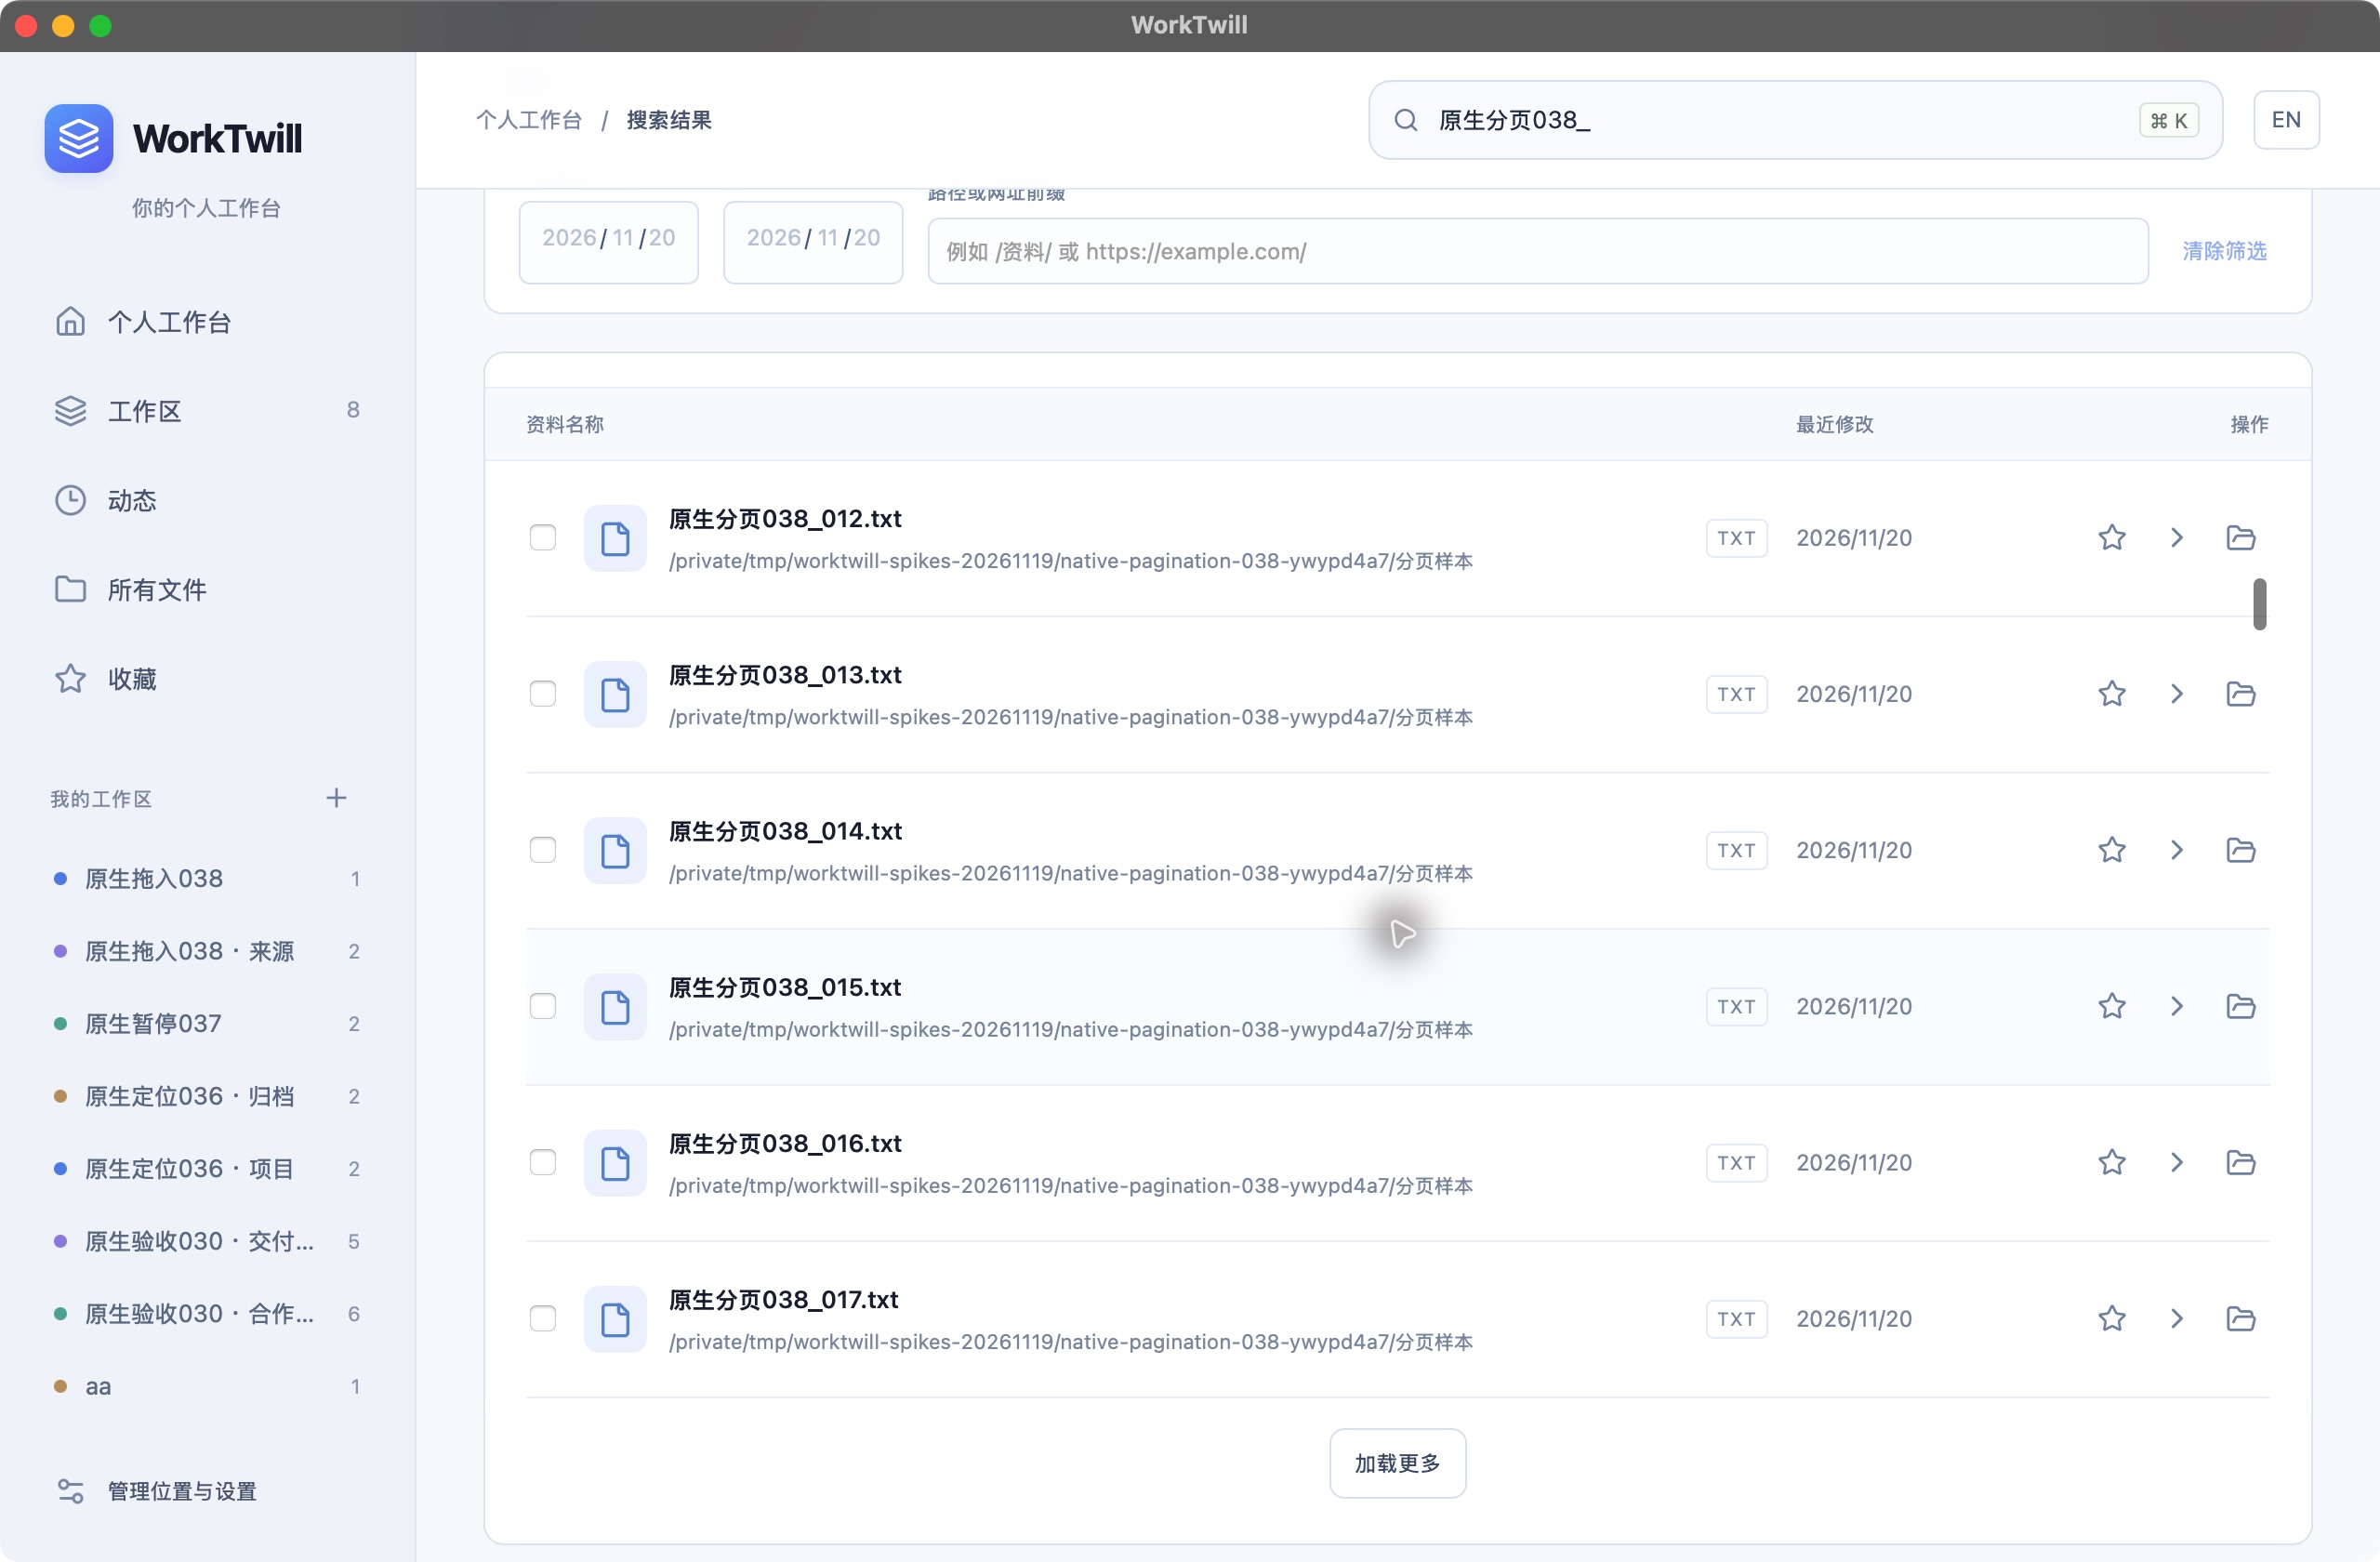 WorkTwill
WorkTwill
你的个人工作台
个人工作台
工作区 8
动态
所有文件
收藏
我的工作区
原生拖入038 1
原生拖入038 · 来源 2
原生暂停037 2
原生定位036 · 归档 2
原生定位036 · 项目 2
原生验收030 · 交付... 5
原生验收030 · 合作... 6
aa 1
管理位置与设置
个人工作台 / 搜索结果
原生分页038_ ⌘ K
EN
路径或网址前缀
2026/11/20 2026/11/20 例如 /资料/ 或 https://example.com/ 清除筛选
资料名称 最近修改 操作
原生分页038_012.txt
/private/tmp/worktwill-spikes-20261119/native-pagination-038-ywypd4a7/分页样本
TXT 2026/11/20
原生分页038_013.txt
/private/tmp/worktwill-spikes-20261119/native-pagination-038-ywypd4a7/分页样本
TXT 2026/11/20
原生分页038_014.txt
/private/tmp/worktwill-spikes-20261119/native-pagination-038-ywypd4a7/分页样本
TXT 2026/11/20
原生分页038_015.txt
/private/tmp/worktwill-spikes-20261119/native-pagination-038-ywypd4a7/分页样本
TXT 2026/11/20
原生分页038_016.txt
/private/tmp/worktwill-spikes-20261119/native-pagination-038-ywypd4a7/分页样本
TXT 2026/11/20
原生分页038_017.txt
/private/tmp/worktwill-spikes-20261119/native-pagination-038-ywypd4a7/分页样本
TXT 2026/11/20
加载更多